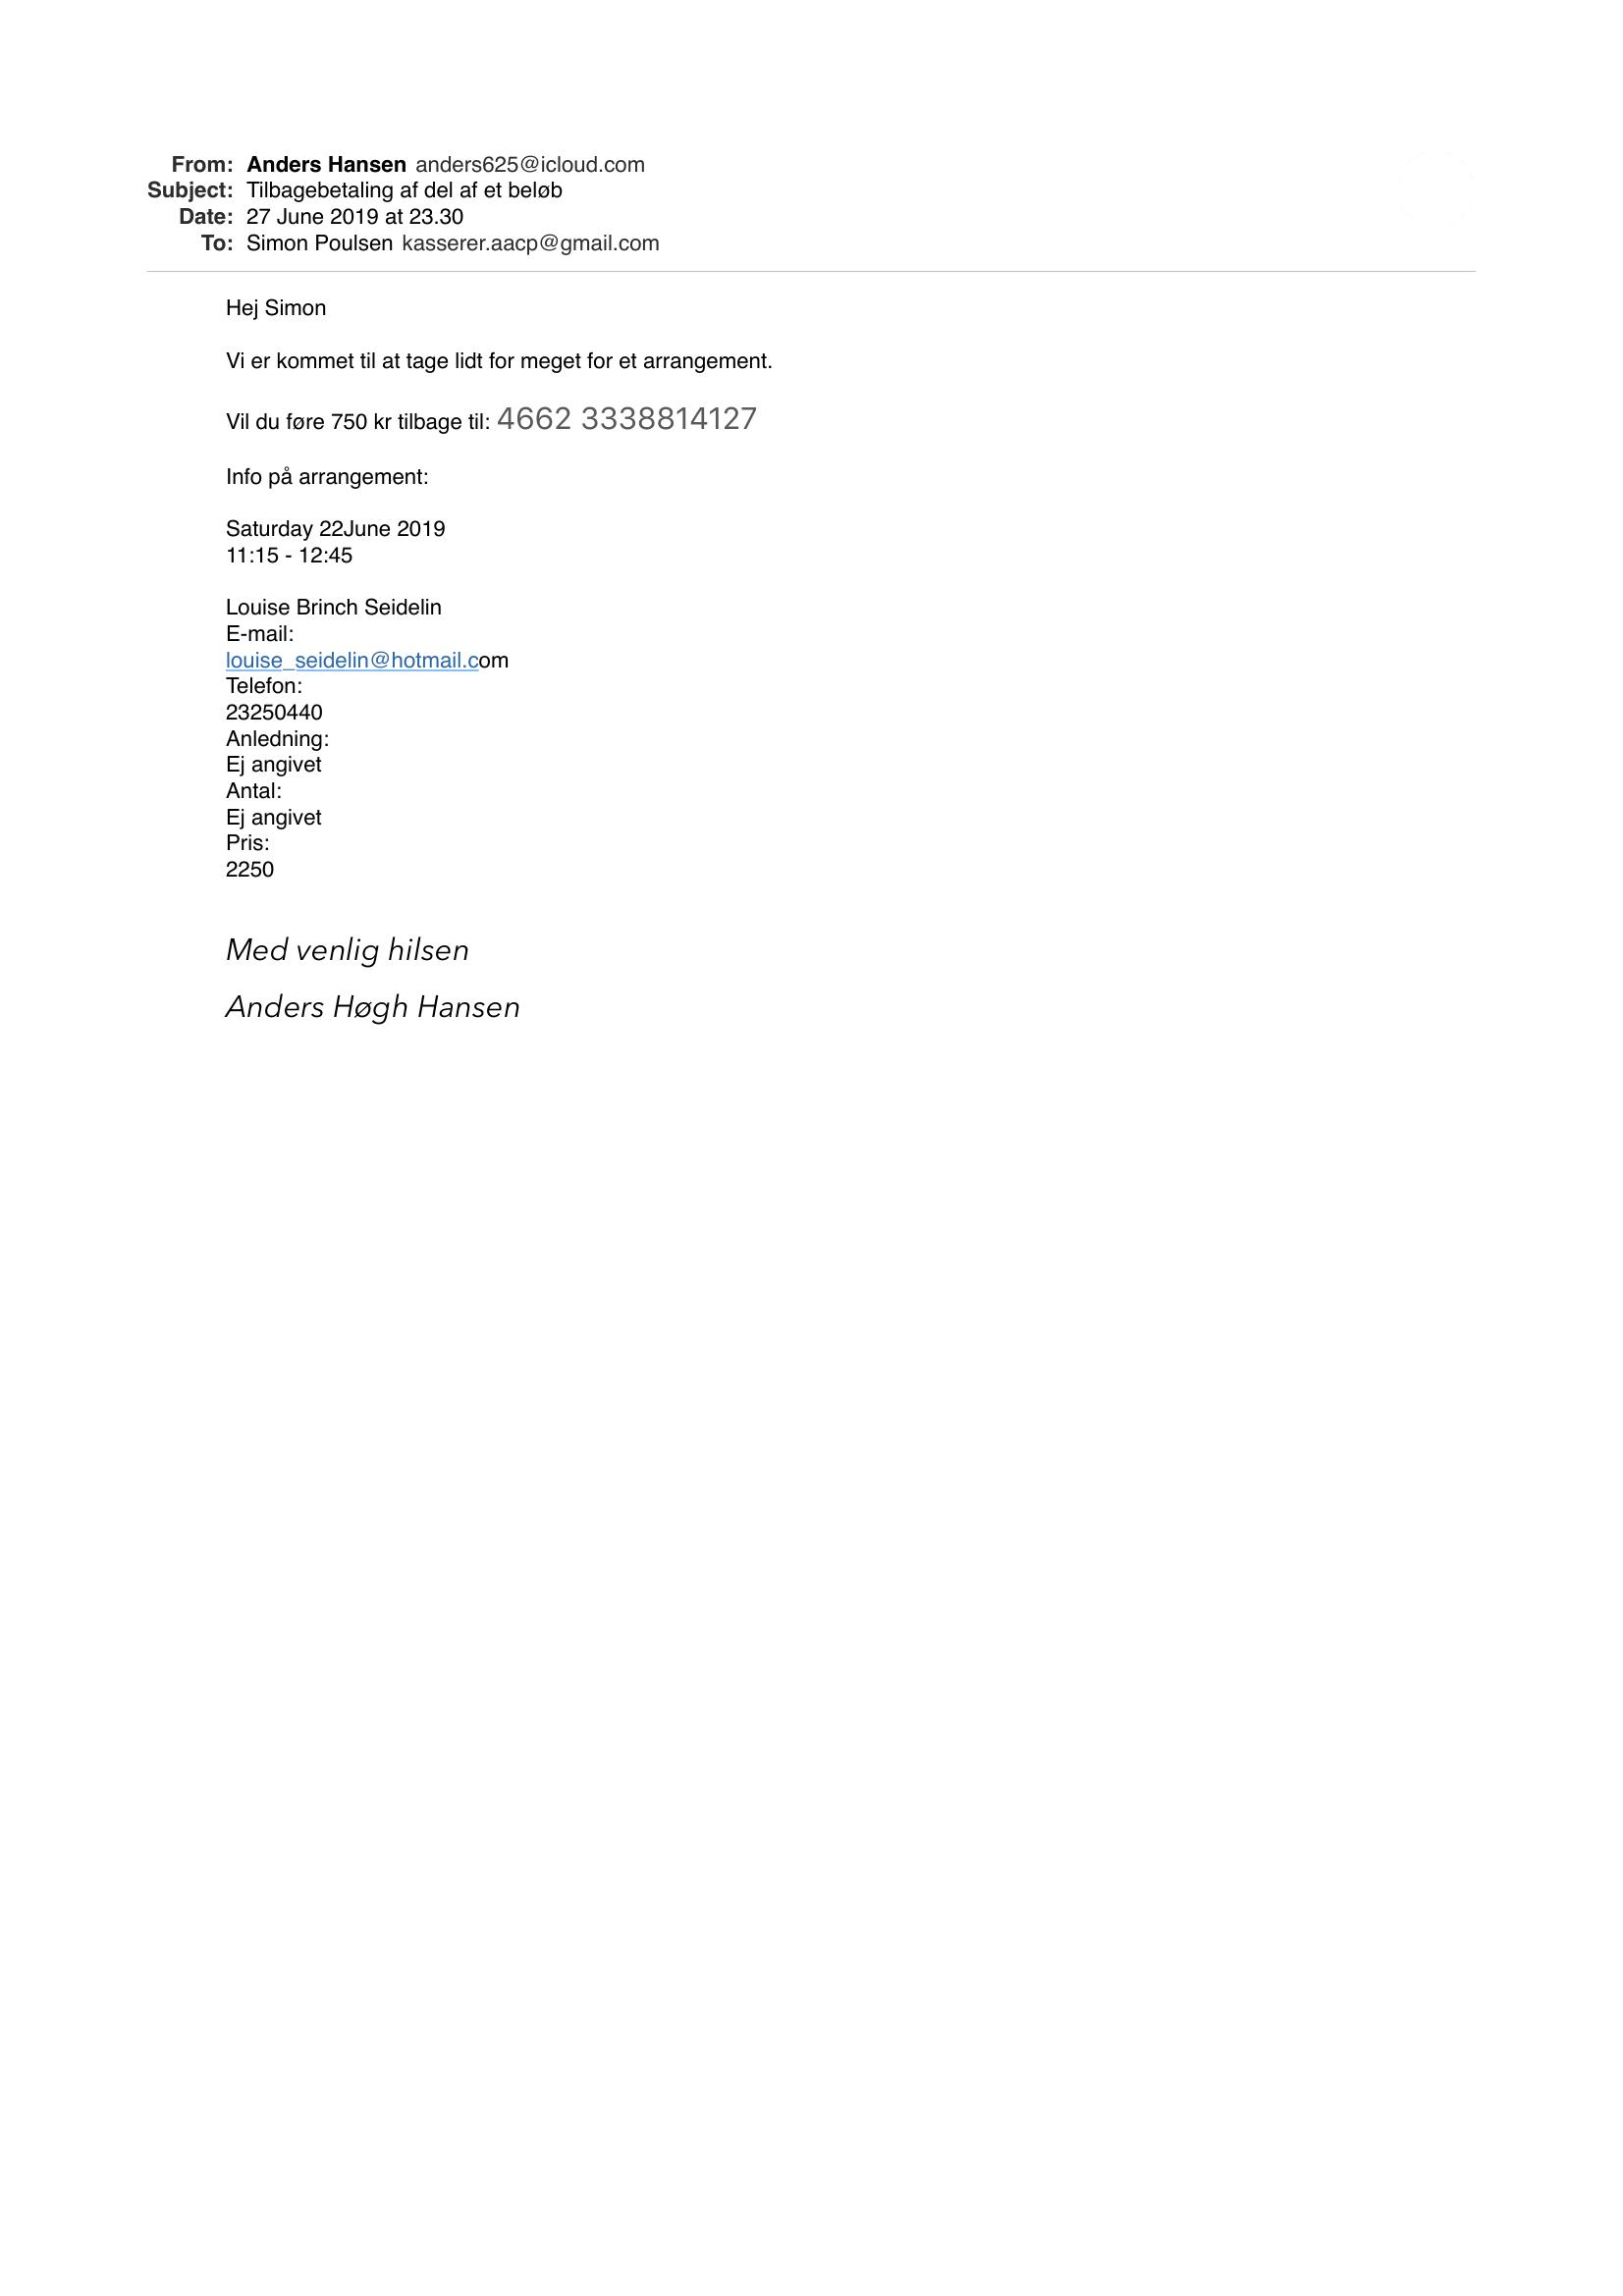 From: Anders Hansen anders625@icloud.com
Subject: Tilbagebetaling af del af et beløb
Date: 27 June 2019 at 23.30
To: Simon Poulsen kasserer.aacp@gmail.com
Hej Simon
Vi er kommet til at tage lidt for meget for et arrangement.
Vil du føre 750 kr tilbage til: 4662 3338814127
Info på arrangement:
Saturday 22June 2019
11:15 - 12:45
Louise Brinch Seidelin
E-mail:
louise_seidelin@hotmail.com
Telefon:
23250440
Anledning:
Ej angivet
Antal:
Ej angivet
Pris:
2250
Med venlig hilsen
Anders Høgh Hansen